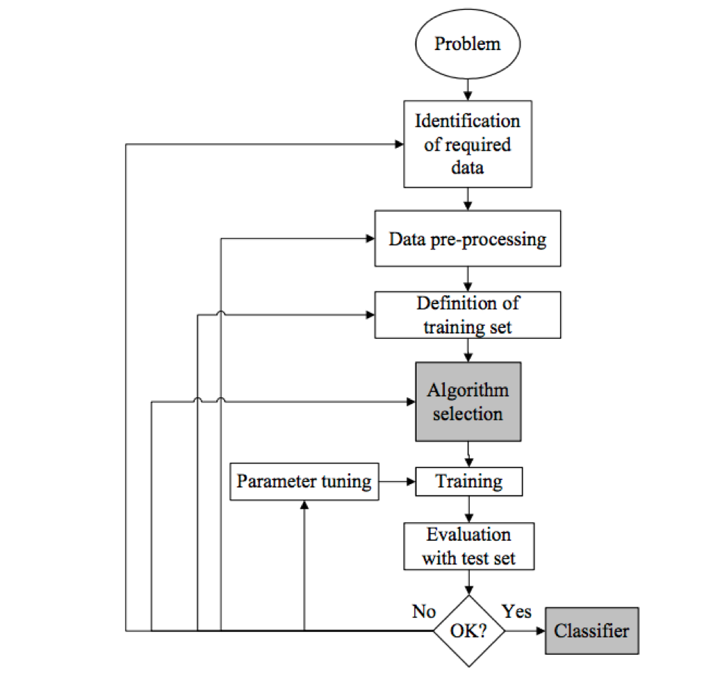 Problem
Identification
of required
data
Data pre-processing
Definition of
training set
Algorithm
selection
Parameter tuning
Training
Evaluation
with test set
No
Yes
OK?
Classifier